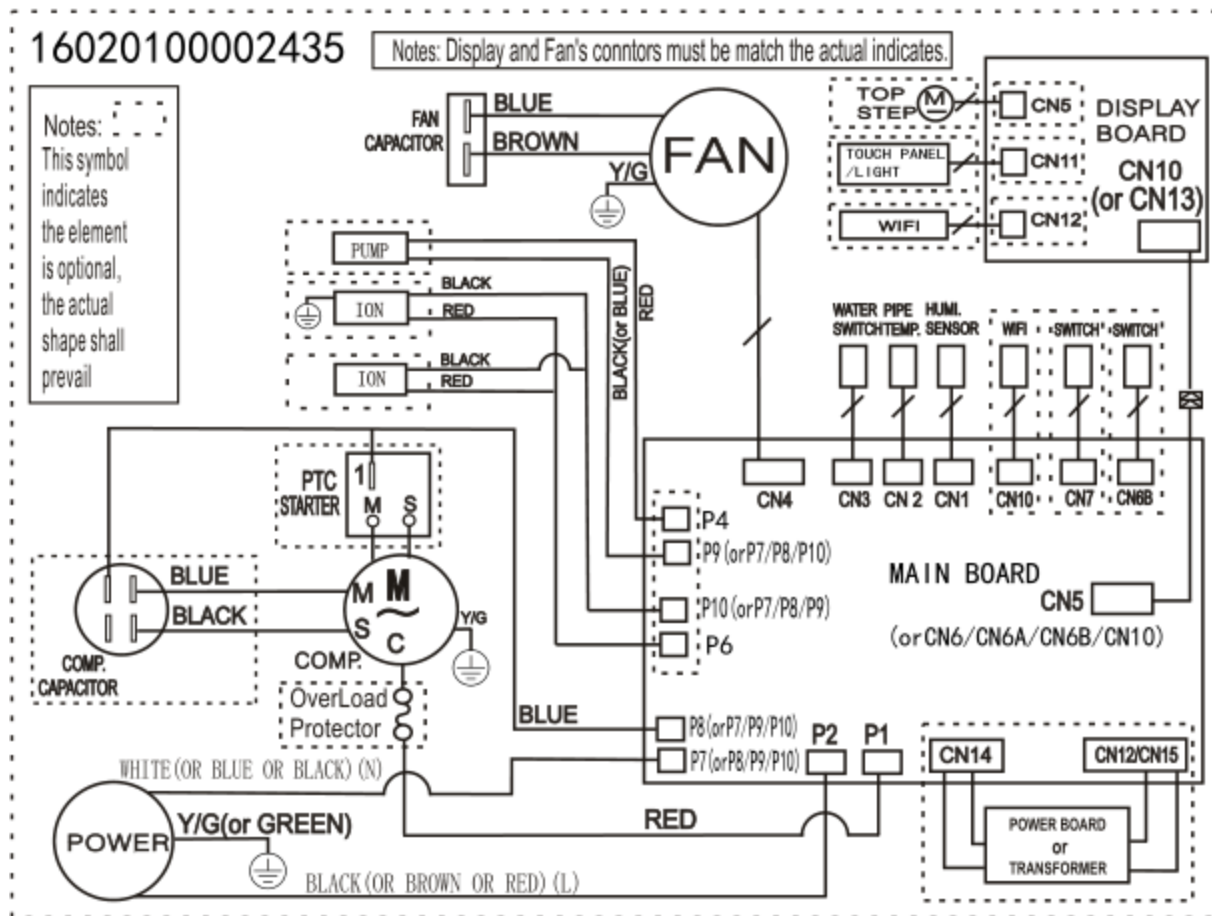 16020100002435
Notes: Display and Fan's conntors must be match the actual indicates.
Notes:
This symbol
indicates
the element
is optional,
the actual
shape shall
prevail
FAN
CAPACITOR
BLUE
BROWN
Y/G
FAN
TOP
STEP
M
CN5
TOUCH PANEL
/LIGHT
CN11
WIFI
CN12
DISPLAY
BOARD
CN10
(or CN13)
PUMP
ION
BLACK
RED
ION
BLACK
RED
BLACK(or BLUE)
RED
WATER
SWITCH
PIPE
TEMP.
HUMI.
SENSOR
WIFI
SWITCH
SWITCH
CN4
CN3
CN 2
CN1
CN10
CN7
CN6B
PTC
STARTER
1
M
S
P4
P9(orP7/P8/P10)
P10(orP7/P8/P9)
P6
MAIN BOARD
CN5
(orCN6/CN6A/CN6B/CN10)
BLUE
BLACK
COMP.
CAPACITOR
M
M
~
S
C
COMP.
Y/G
OverLoad
Protector
BLUE
P8(orP7/P9/P10)
P7(orP8/P9/P10)
P2
P1
CN14
CN12/CN15
WHITE(OR BLUE OR BLACK)(N)
POWER
Y/G(or GREEN)
RED
BLACK(OR BROWN OR RED)(L)
POWER BOARD
or
TRANSFORMER